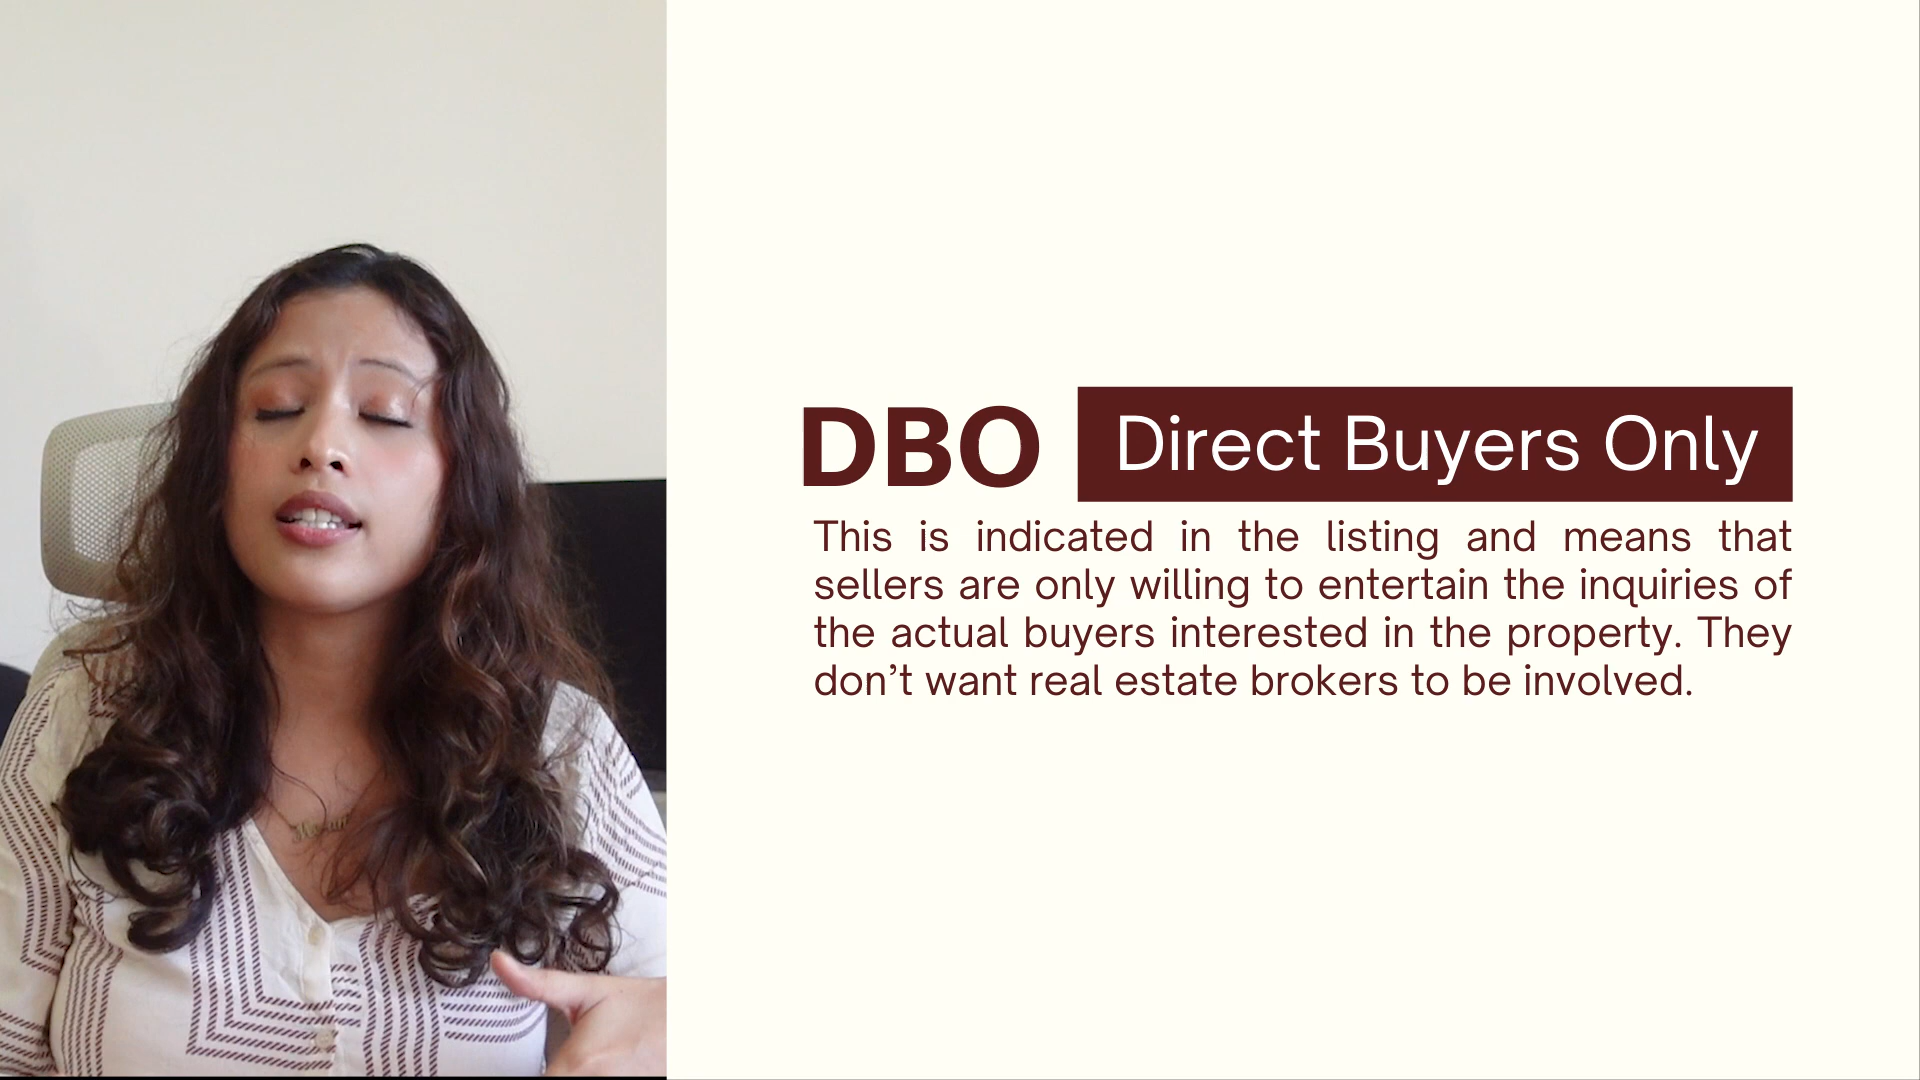 DBO Direct Buyers Only
This is indicated in the listing and means that
sellers are only willing to entertain the inquiries of
the actual buyers interested in the property. They
don’t want real estate brokers to be involved.